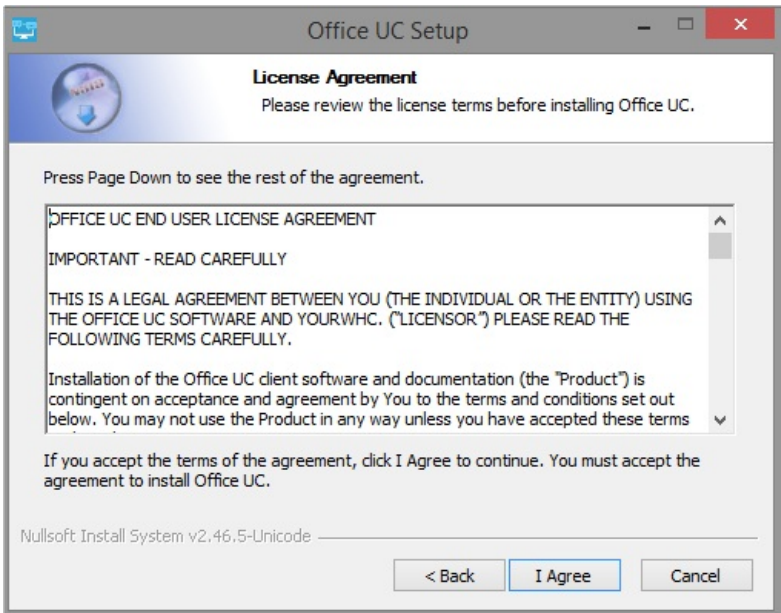 Office UC Setup
License Agreement
Please review the license terms before installing Office UC.
Press Page Down to see the rest of the agreement.
OFFICE UC END USER LICENSE AGREEMENT
IMPORTANT - READ CAREFULLY
THIS IS A LEGAL AGREEMENT BETWEEN YOU (THE INDIVIDUAL OR THE ENTITY) USING
THE OFFICE UC SOFTWARE AND YOURWHC. ("LICENSOR") PLEASE READ THE
FOLLOWING TERMS CAREFULLY.
Installation of the Office UC client software and documentation (the "Product") is
contingent on acceptance and agreement by You to the terms and conditions set out
below. You may not use the Product in any way unless you have accepted these terms
If you accept the terms of the agreement, click I Agree to continue. You must accept the
agreement to install Office UC.
Nullsoft Install System v2.46.5-Unicode
< Back
I Agree
Cancel